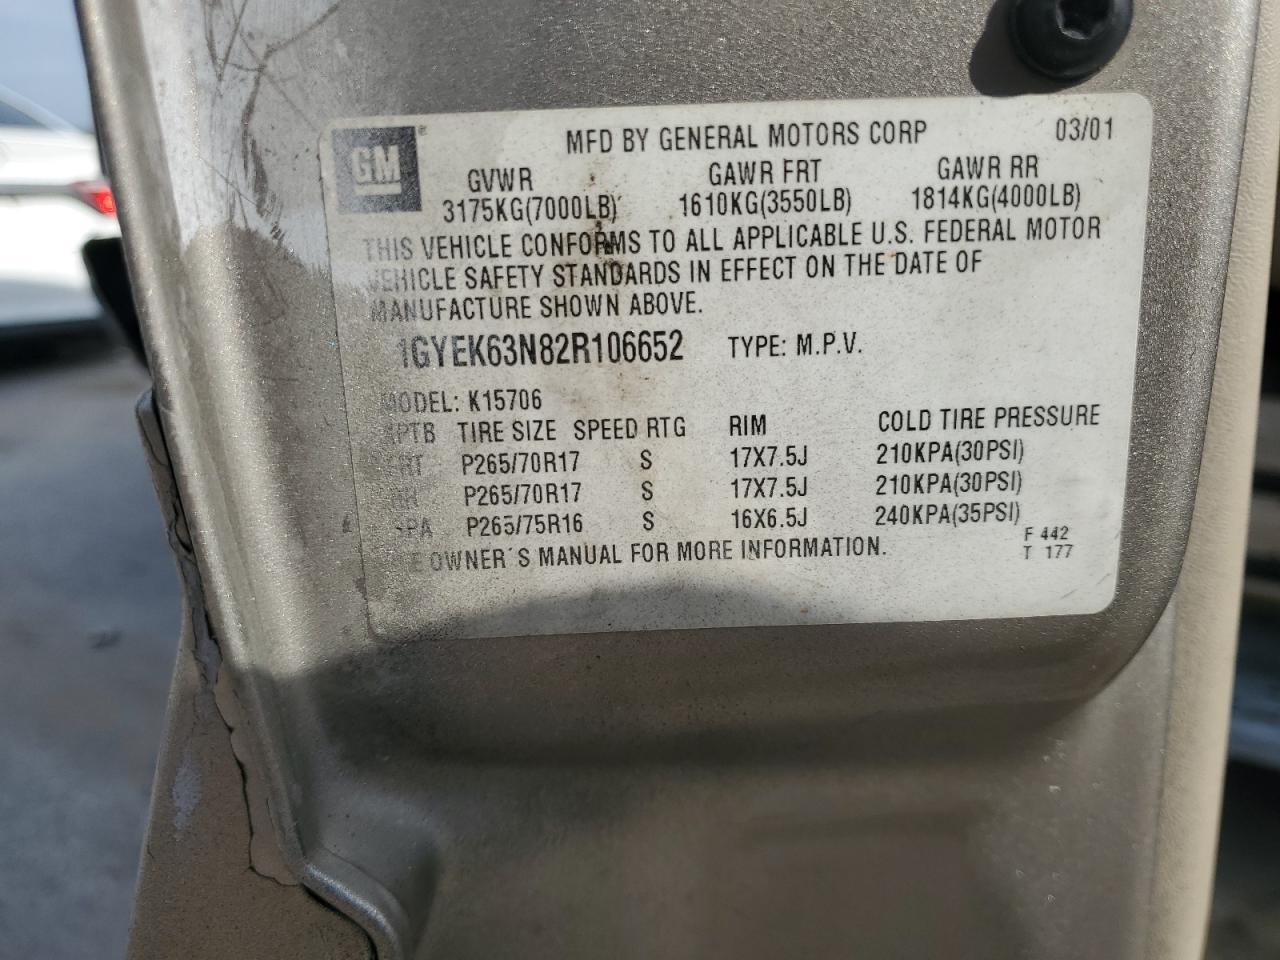 GM
MFD BY GENERAL MOTORS CORP 03/01
GVWR GAWR FRT GAWR RR
3175KG(7000LB) 1610KG(3550LB) 1814KG(4000LB)
THIS VEHICLE CONFORMS TO ALL APPLICABLE U.S. FEDERAL MOTOR
VEHICLE SAFETY STANDARDS IN EFFECT ON THE DATE OF
MANUFACTURE SHOWN ABOVE.
1GYEK63N82R106652 TYPE: M.P.V.
MODEL: K15706
TIRE SIZE SPEED RTG RIM COLD TIRE PRESSURE
FRT P265/70R17 S 17X7.5J 210KPA(30PSI)
P265/70R17 S 17X7.5J 210KPA(30PSI)
P265/75R16 S 16X6.5J 240KPA(35PSI)
OWNER'S MANUAL FOR MORE INFORMATION.
F 442
T 177